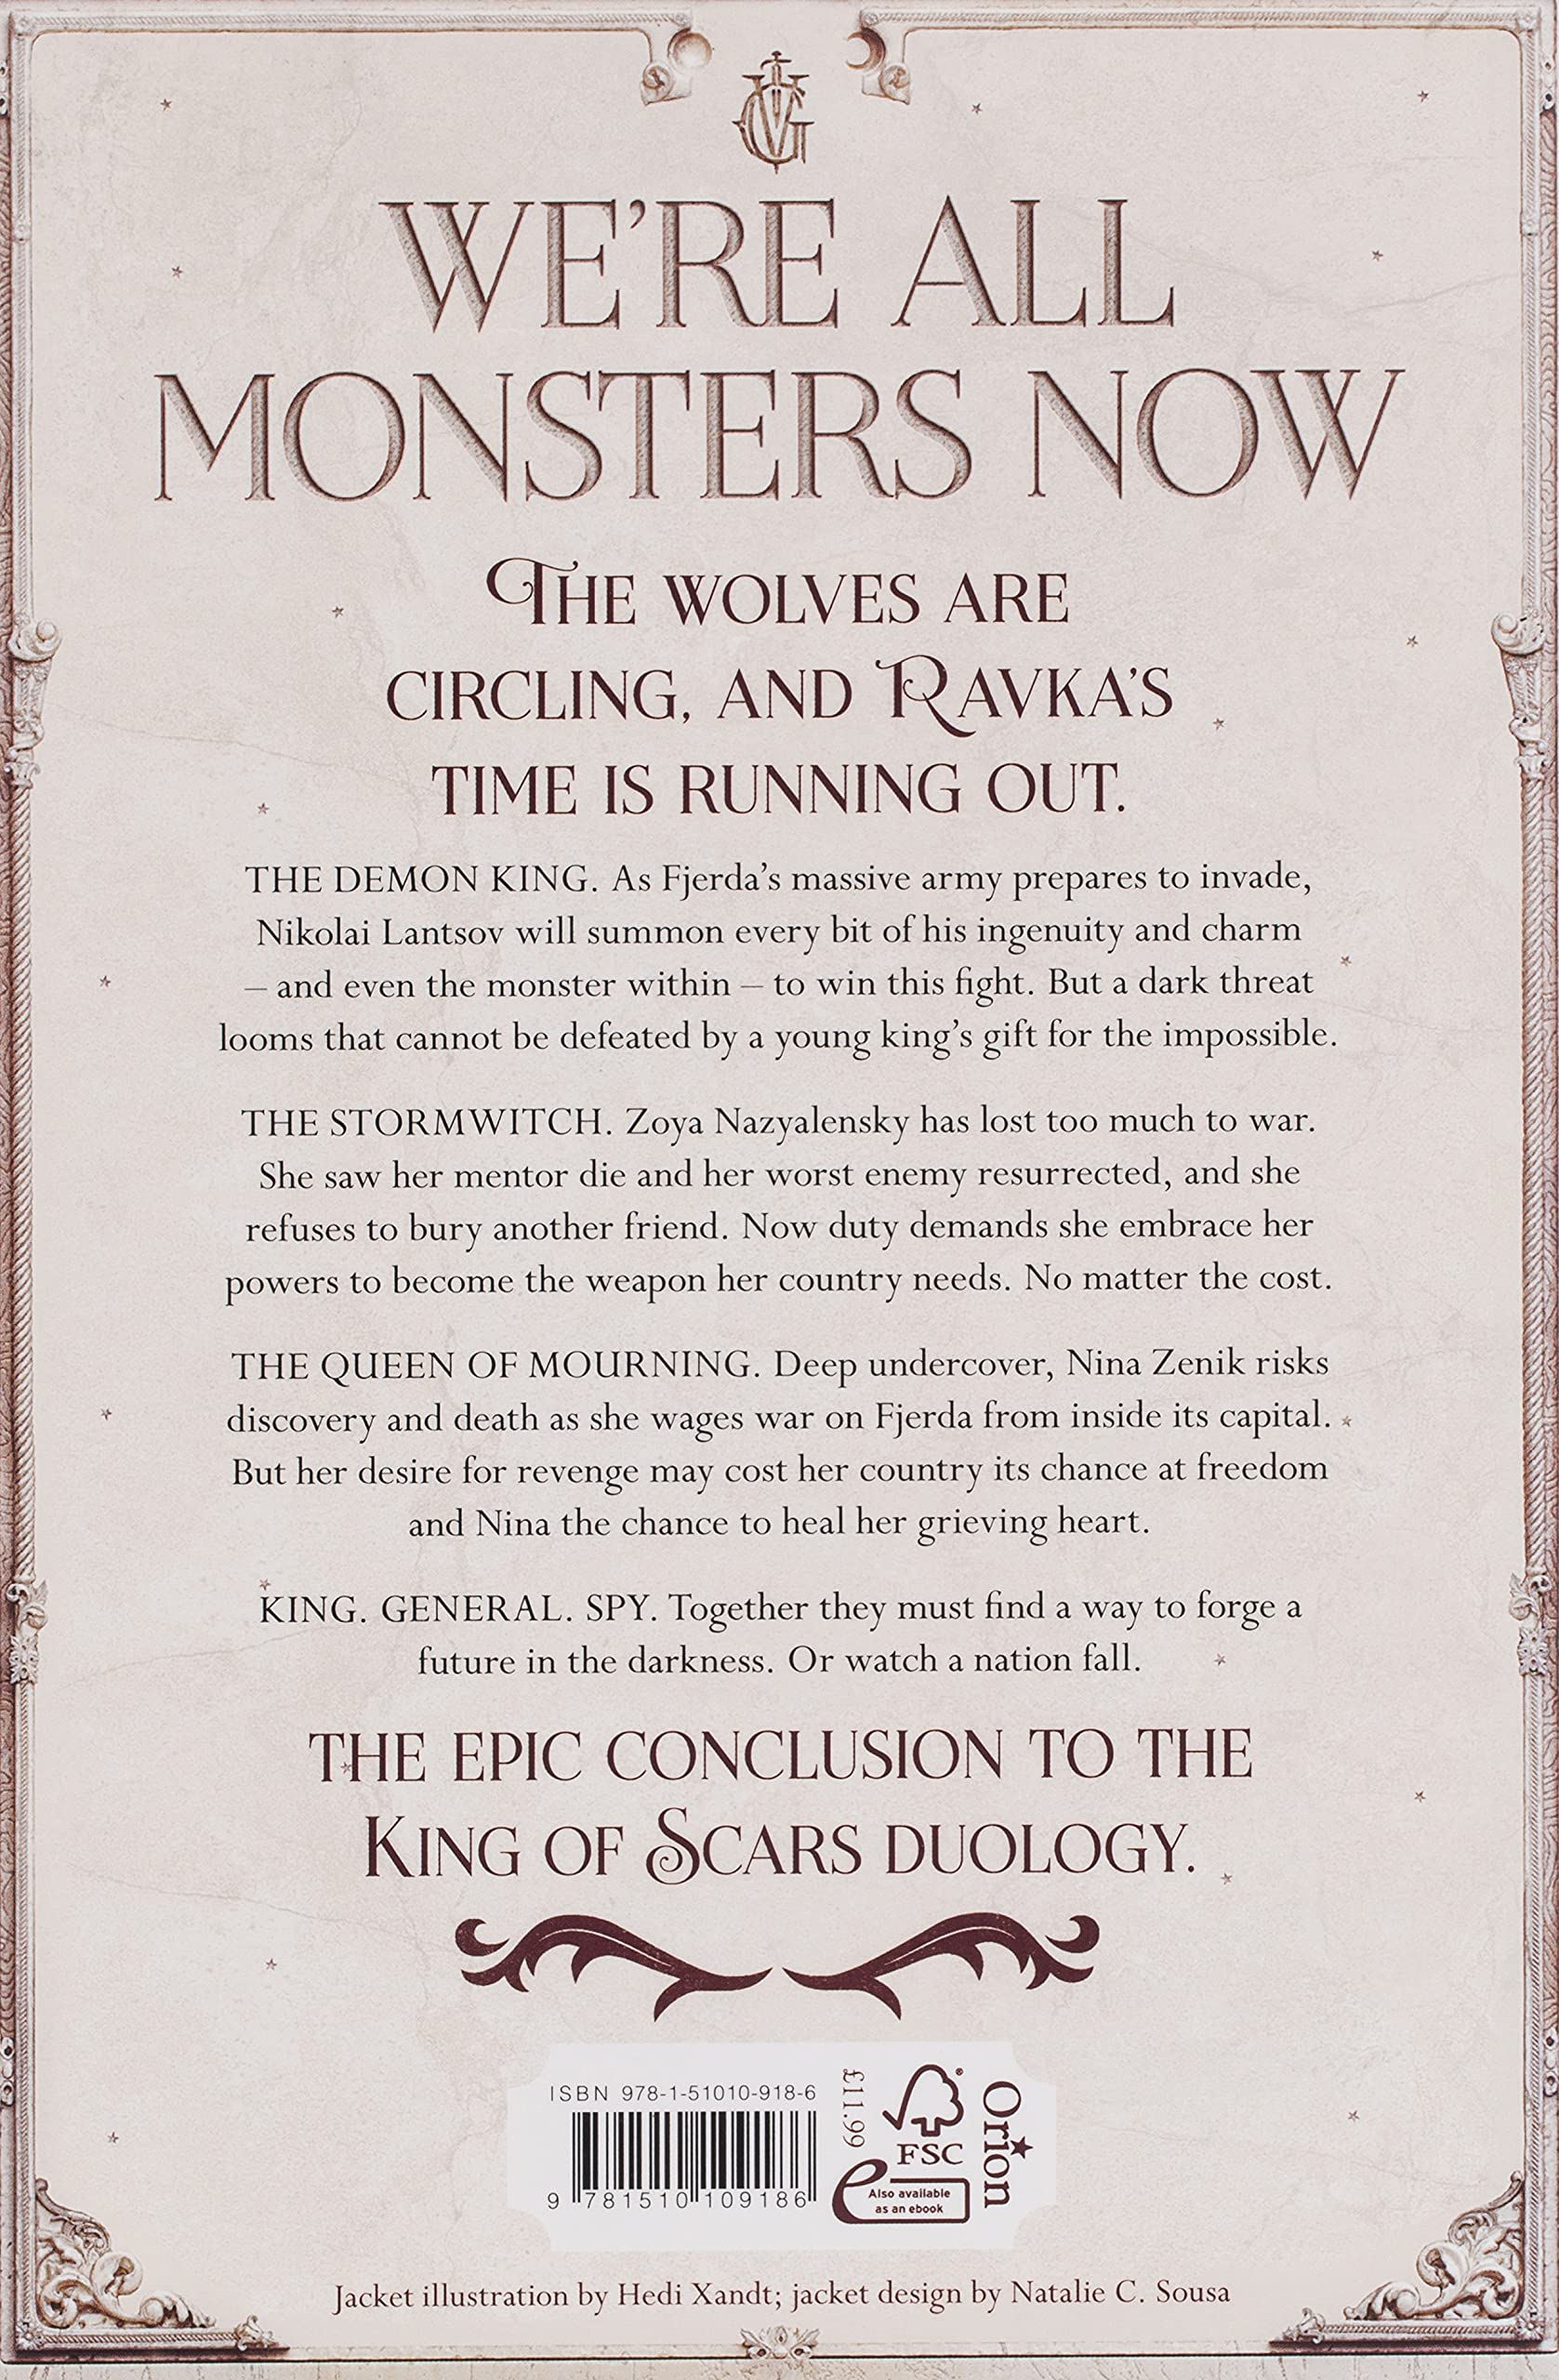 WE'RE ALL
MONSTERS NOW
THE WOLVES ARE
CIRCLING, AND RAVKA'S
TIME IS RUNNING OUT.
THE DEMON KING. As Fjerda's massive army prepares to invade,
Nikolai Lantsov will summon every bit of his ingenuity and charm
– and even the monster within – to win this fight. But a dark threat
looms that cannot be defeated by a young king's gift for the impossible.
THE STORMWITCH. Zoya Nazyalensky has lost too much to war.
She saw her mentor die and her worst enemy resurrected, and she
refuses to bury another friend. Now duty demands she embrace her
powers to become the weapon her country needs. No matter the cost.
THE QUEEN OF MOURNING. Deep undercover, Nina Zenik risks
discovery and death as she wages war on Fjerda from inside its capital.
But her desire for revenge may cost her country its chance at freedom
and Nina the chance to heal her grieving heart.
KING. GENERAL. SPY. Together they must find a way to forge a
future in the darkness. Or watch a nation fall.
THE EPIC CONCLUSION TO THE
KING OF SCARS DUOLOGY.
ISBN 978-1-51010-918-6
9 781510 109186
£11.99
FSC
e Also available
as an ebook
Orion
Jacket illustration by Hedi Xandt; jacket design by Natalie C. Sousa